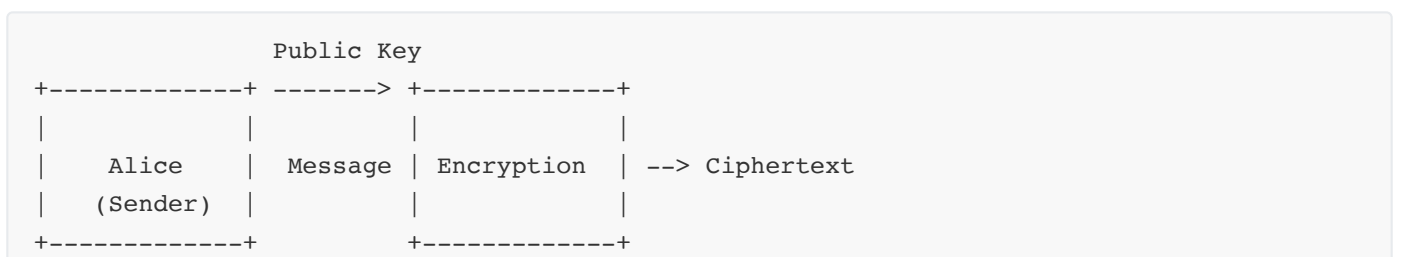 Public Key
+-------------+ -------> +-------------+
|             |          |             |
|    Alice    |  Message | Encryption  | --> Ciphertext
|   (Sender)  |          |             |
+-------------+          +-------------+